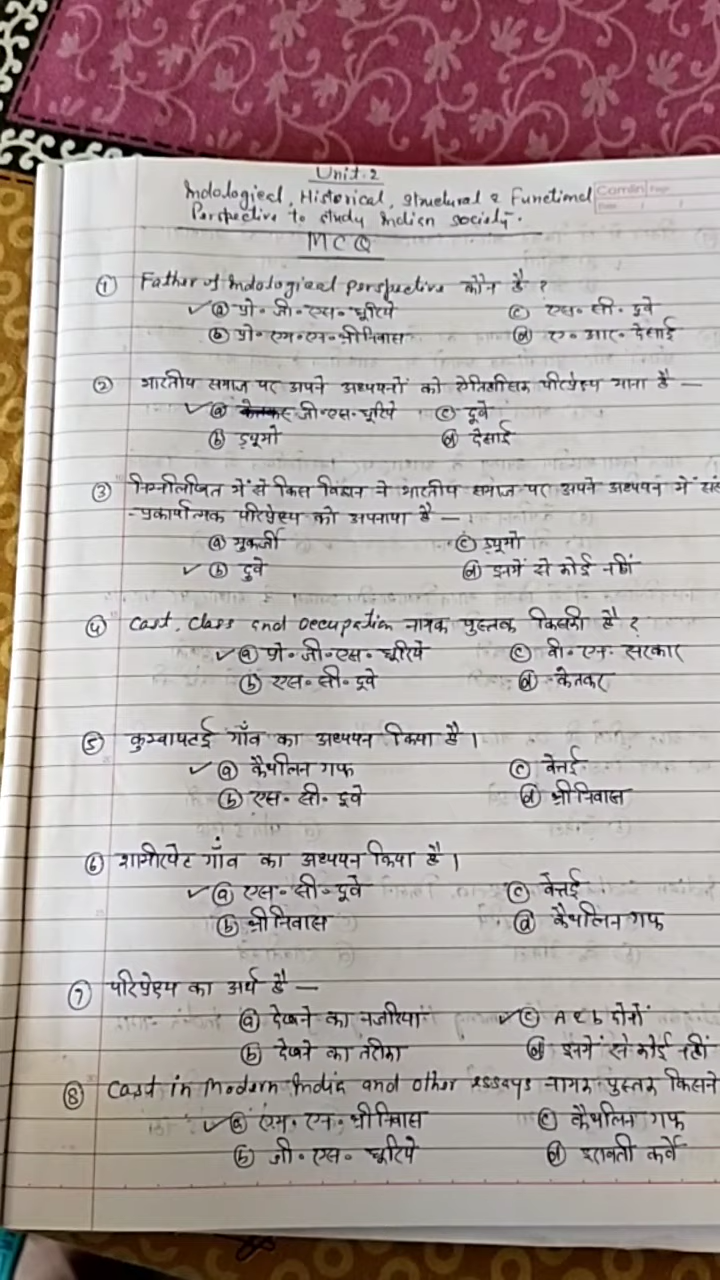 Unit-2
Indological, Historical, Structural & Functional
Perspective to study Indian society.
MCQ
① Father of Indological perspective कौन है ?
✓ⓐ प्रो॰ जी॰ एस॰ घूरिये ⓒ एस॰ सी॰ दुबे
ⓑ प्रो॰ एम॰ एन॰ श्रीनिवास ⓓ ए॰ आर॰ देसाई
② भारतीय समाज पर अपने अध्ययनों को ऐतिहासिक परिप्रेक्ष्य माना है —
✓ⓐ जी॰एस॰ घूरिये ⓒ दूबे
ⓑ ड्यूमो ⓓ देसाई
③ निम्नलिखित में से किस विद्वान ने भारतीय समाज पर अपने अध्ययन में
-प्रकार्यात्मक परिप्रेक्ष्य को अपनाया है —
ⓐ मुकर्जी ⓒ ड्यूमो
✓ⓑ दुबे ⓓ इनमें से कोई नहीं
④ Cast, Class and Occupation नामक पुस्तक किसकी है ?
✓ⓐ प्रो॰ जी॰ एस॰ घूरिये ⓒ बी॰ एन॰ सरकार
ⓑ एस॰ सी॰ दूबे ⓓ केतकर
⑤ गाँव का अध्ययन किया है ।
✓ⓐ कैथलिन गफ ⓒ
ⓑ एस॰ सी॰ दुबे ⓓ श्रीनिवास
⑥ शामीरपेट गाँव का अध्ययन किया है ।
✓ⓐ एस॰ सी॰ दूबे ⓒ
ⓑ श्रीनिवास ⓓ कैथलिन गफ
⑦ परिप्रेक्ष्य का अर्थ है —
ⓐ देखने का नजरिया ✓ⓒ A & b दोनों
ⓑ देखने का तरीका ⓓ इनमें से कोई नहीं
⑧ Cast in Modern India and other essays नामक पुस्तक किसने
✓ⓐ एम॰ एन॰ श्रीनिवास ⓒ कैथलिन गफ
ⓑ जी॰ एस॰ घूरिये ⓓ इरावती कर्वे